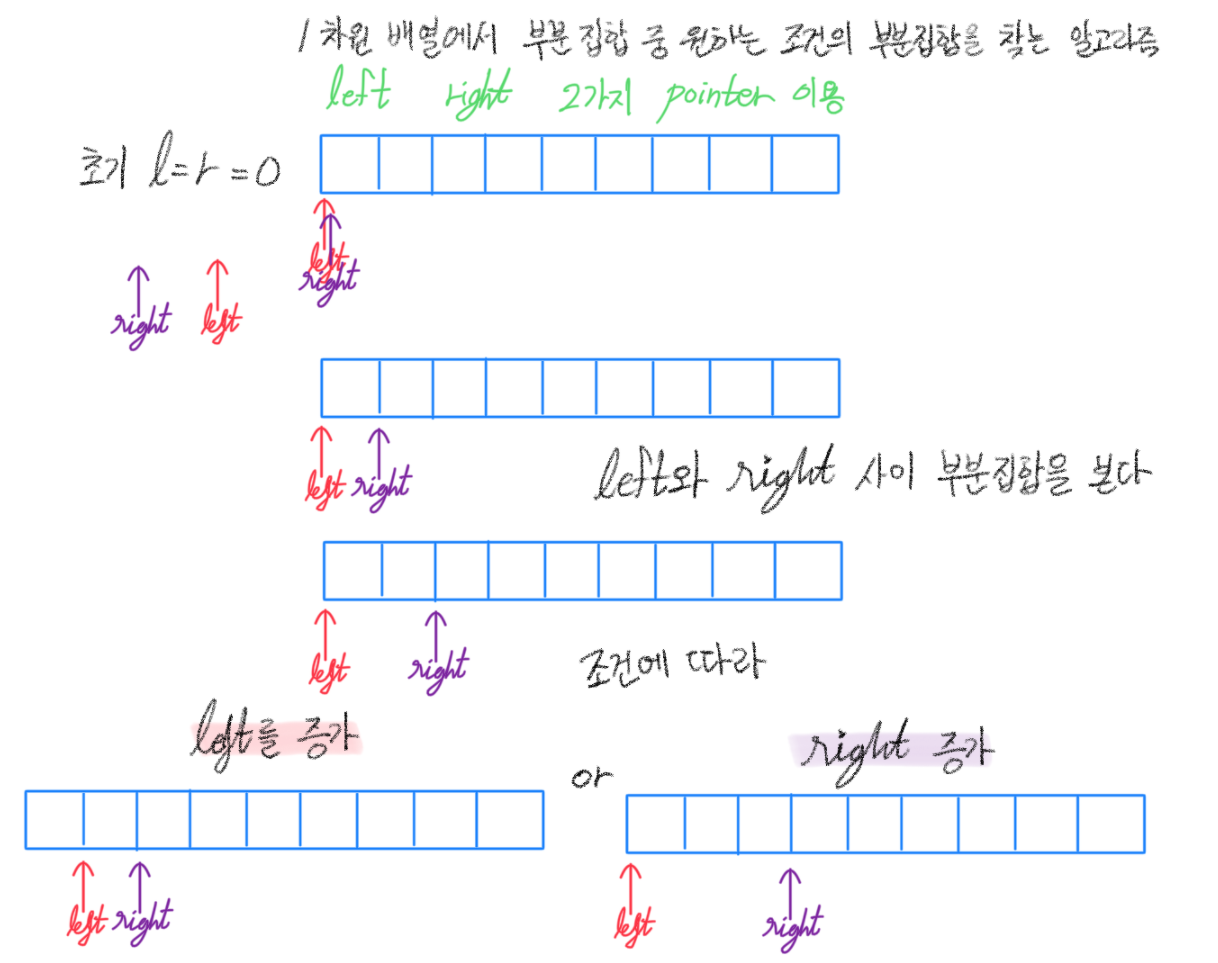 1차원 배열에서 부분 집합 중 원하는 조건의 부분집합을 찾는 알고리즘
left right 2가지 pointer 이용
초기 l=r=0
left
right
right left
left right
left와 right 사이 부분집합을 본다
left right
조건에 따라
left를 증가
or
right 증가
left right
left right